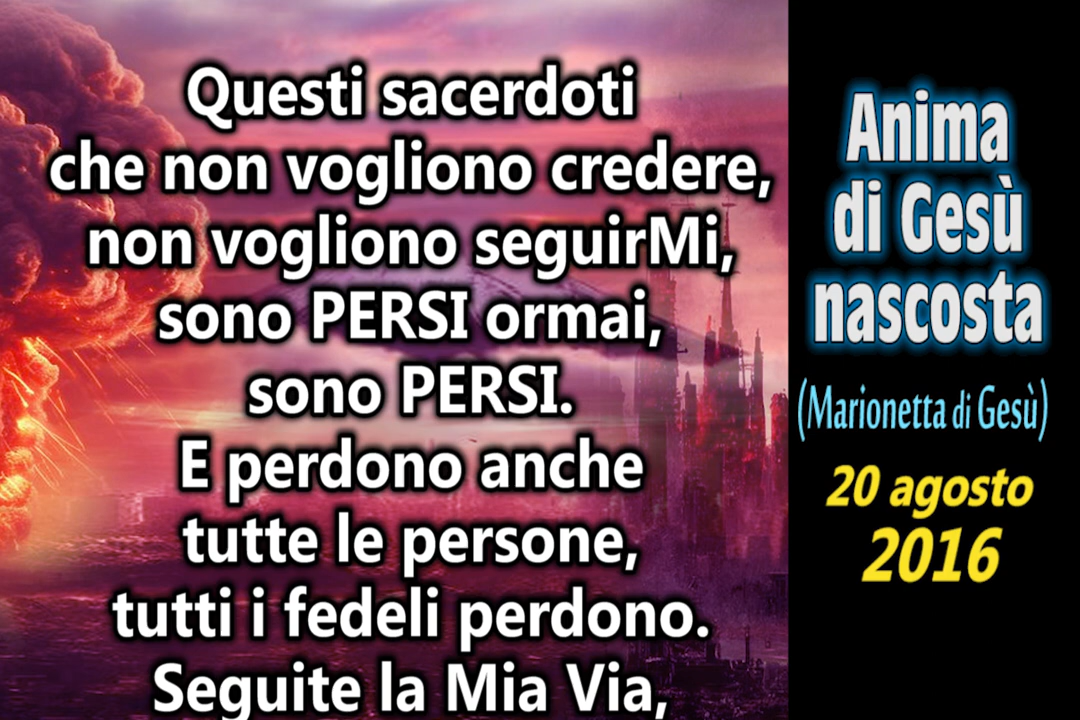 Questi sacerdoti
che non vogliono credere,
non vogliono seguirMi,
sono PERSI ormai,
sono PERSI.
E perdono anche
tutte le persone,
tutti i fedeli perdono.
Seguite la Mia Via,
Anima
di Gesù
nascosta
(Marionetta di Gesù)
20 agosto
2016